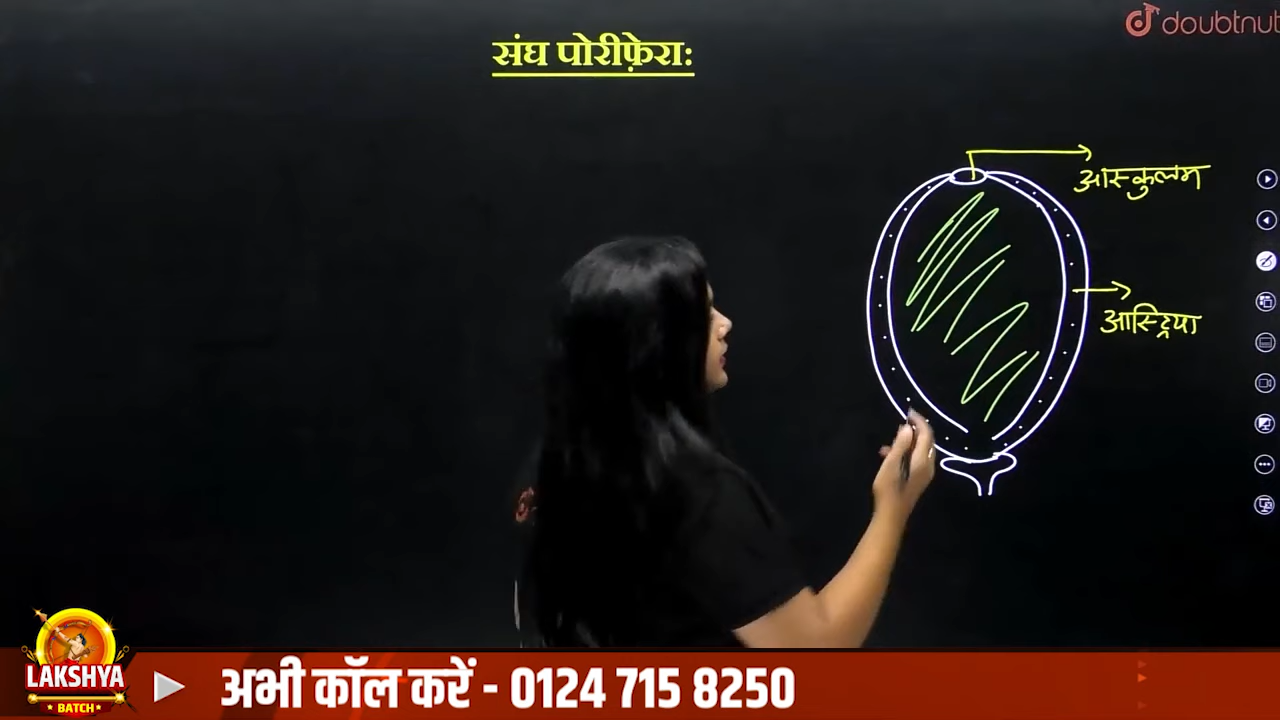 doubtnut
संघ पोरीफ़ेरा:
आस्कुलम
आस्ट्रिया
LAKSHYA
BATCH
अभी कॉल करें - 0124 715 8250